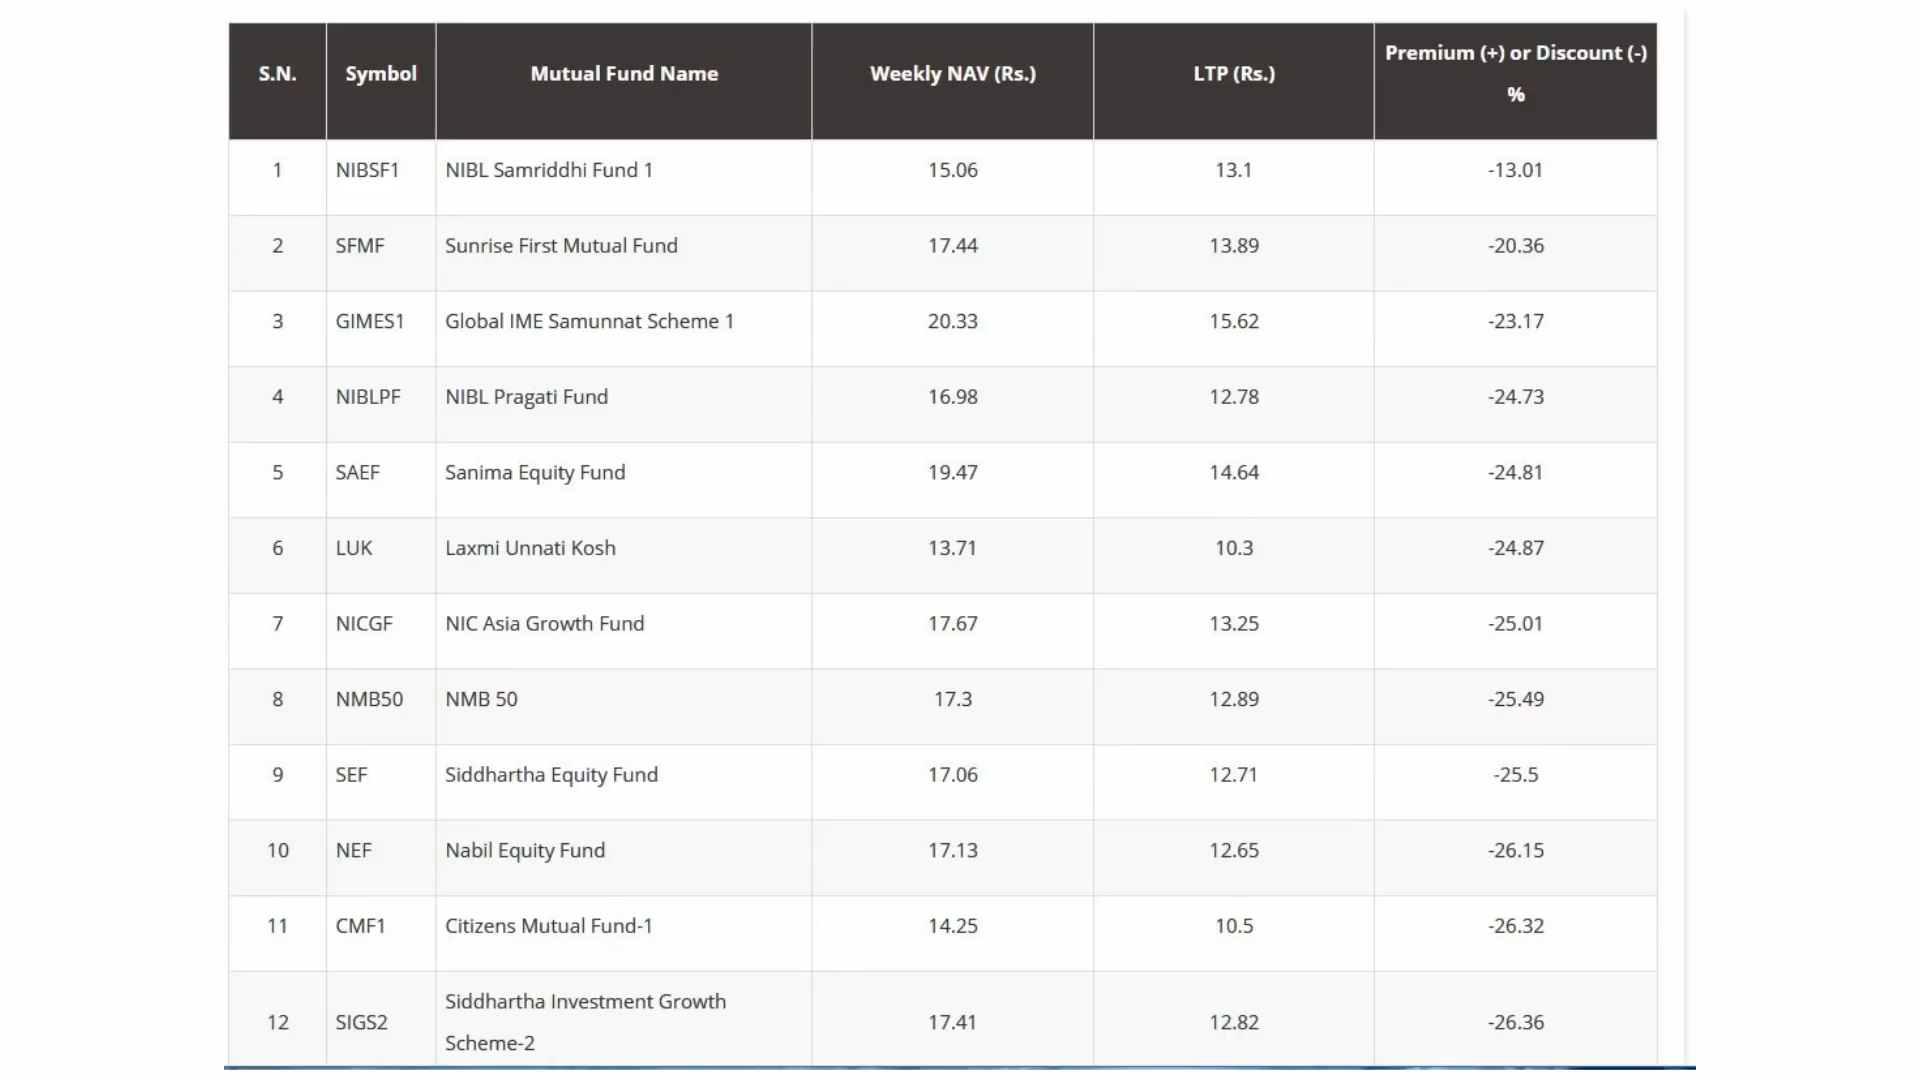 S.N. Symbol Mutual Fund Name Weekly NAV (Rs.) LTP (Rs.) Premium (+) or Discount (-)
%
1 NIBSF1 NIBL Samriddhi Fund 1 15.06 13.1 -13.01
2 SFMF Sunrise First Mutual Fund 17.44 13.89 -20.36
3 GIMES1 Global IME Samunnat Scheme 1 20.33 15.62 -23.17
4 NIBLPF NIBL Pragati Fund 16.98 12.78 -24.73
5 SAEF Sanima Equity Fund 19.47 14.64 -24.81
6 LUK Laxmi Unnati Kosh 13.71 10.3 -24.87
7 NICGF NIC Asia Growth Fund 17.67 13.25 -25.01
8 NMB50 NMB 50 17.3 12.89 -25.49
9 SEF Siddhartha Equity Fund 17.06 12.71 -25.5
10 NEF Nabil Equity Fund 17.13 12.65 -26.15
11 CMF1 Citizens Mutual Fund-1 14.25 10.5 -26.32
12 SIGS2 Siddhartha Investment Growth 17.41 12.82 -26.36
Scheme-2